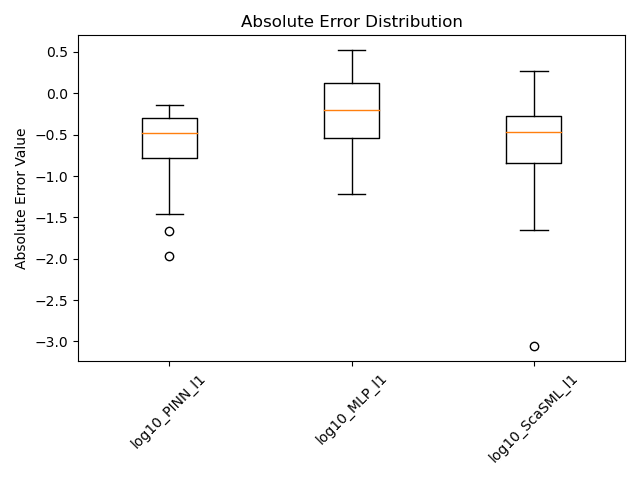 Absolute Error Distribution
Absolute Error Value
0.5
0.0
−0.5
−1.0
−1.5
−2.0
−2.5
−3.0
log10_PINN_l1
log10_MLP_l1
log10_ScaSML_l1